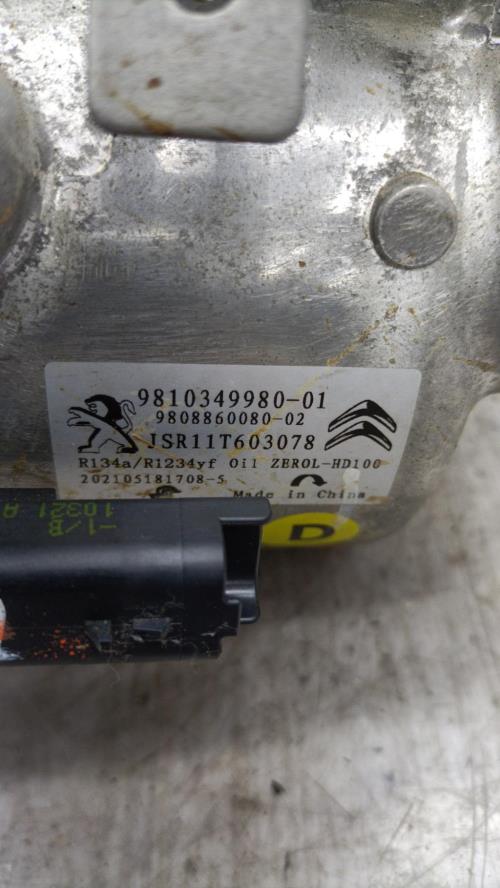 9810349980-01
9808860080-02
JSR11T603078
R134a/R1234yf Oil ZEROL-HD100
202105181708-5
Made in China
-1/B
10321 A
D